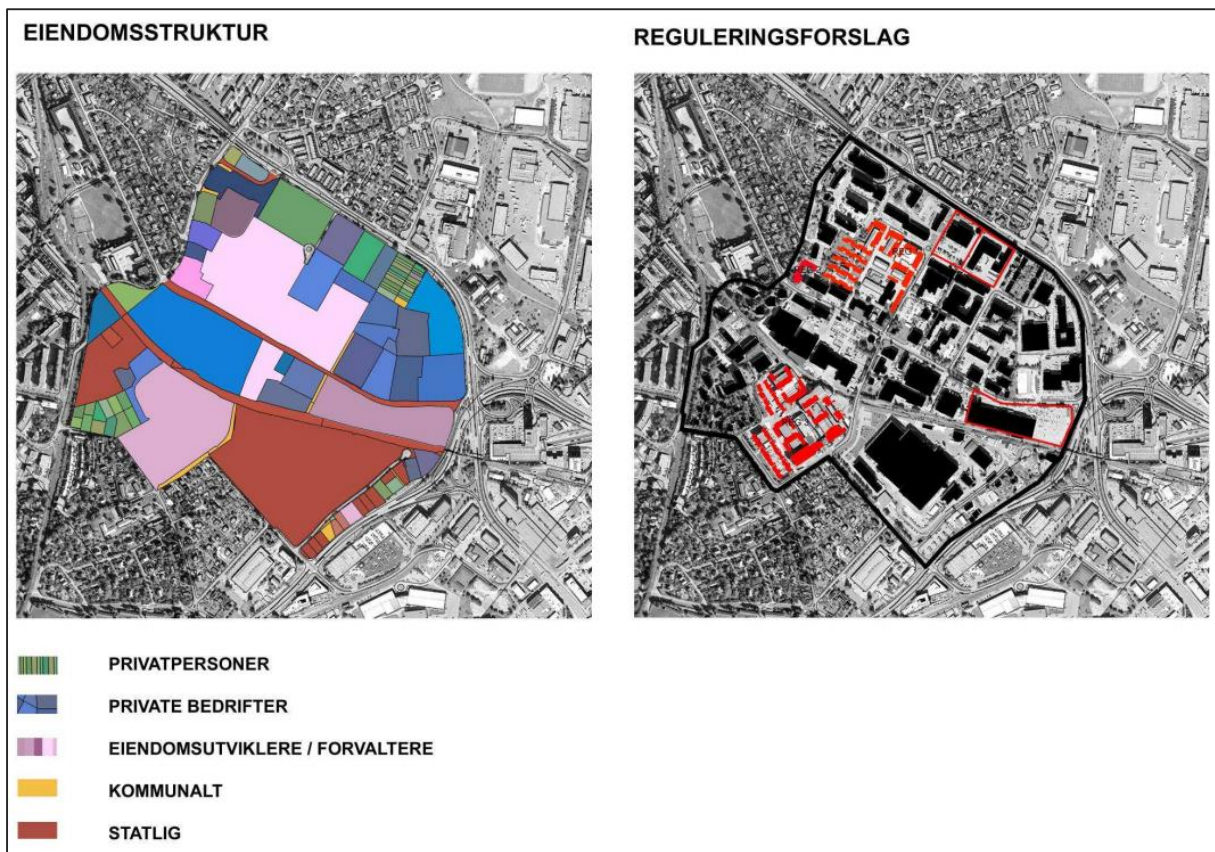 EIENDOMSSTRUKTUR
REGULERINGSFORSLAG
PRIVATPERSONER
PRIVATE BEDRIFTER
EIENDOMSUTVIKLERE / FORVALTERE
KOMMUNALT
STATLIG